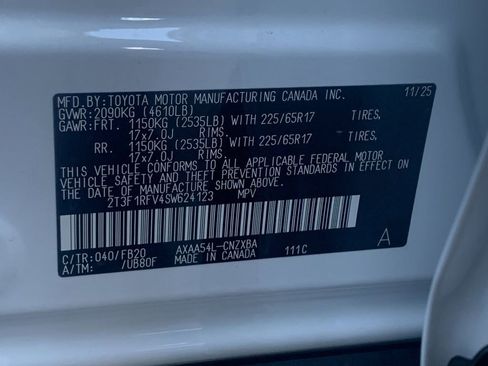 MFD.BY:TOYOTA MOTOR MANUFACTURING CANADA INC. 11/25
GVWR:2090KG (4610LB)
GAWR:FRT. 1150KG (2535LB) WITH 225/65R17 TIRES,
17x7.0J RIMS.
RR. 1150KG (2535LB) WITH 225/65R17 TIRES,
17x7.0J RIMS.
THIS VEHICLE CONFORMS TO ALL APPLICABLE FEDERAL MOTOR
VEHICLE SAFETY AND THEFT PREVENTION STANDARDS IN EFFECT ON
THE DATE OF MANUFACTURE SHOWN ABOVE.
2T3F1RFV4SW624123 MPV
C/TR:040/FB20 AXAA54L-CNZXBA 111C A
A/TM: /UB80F MADE IN CANADA